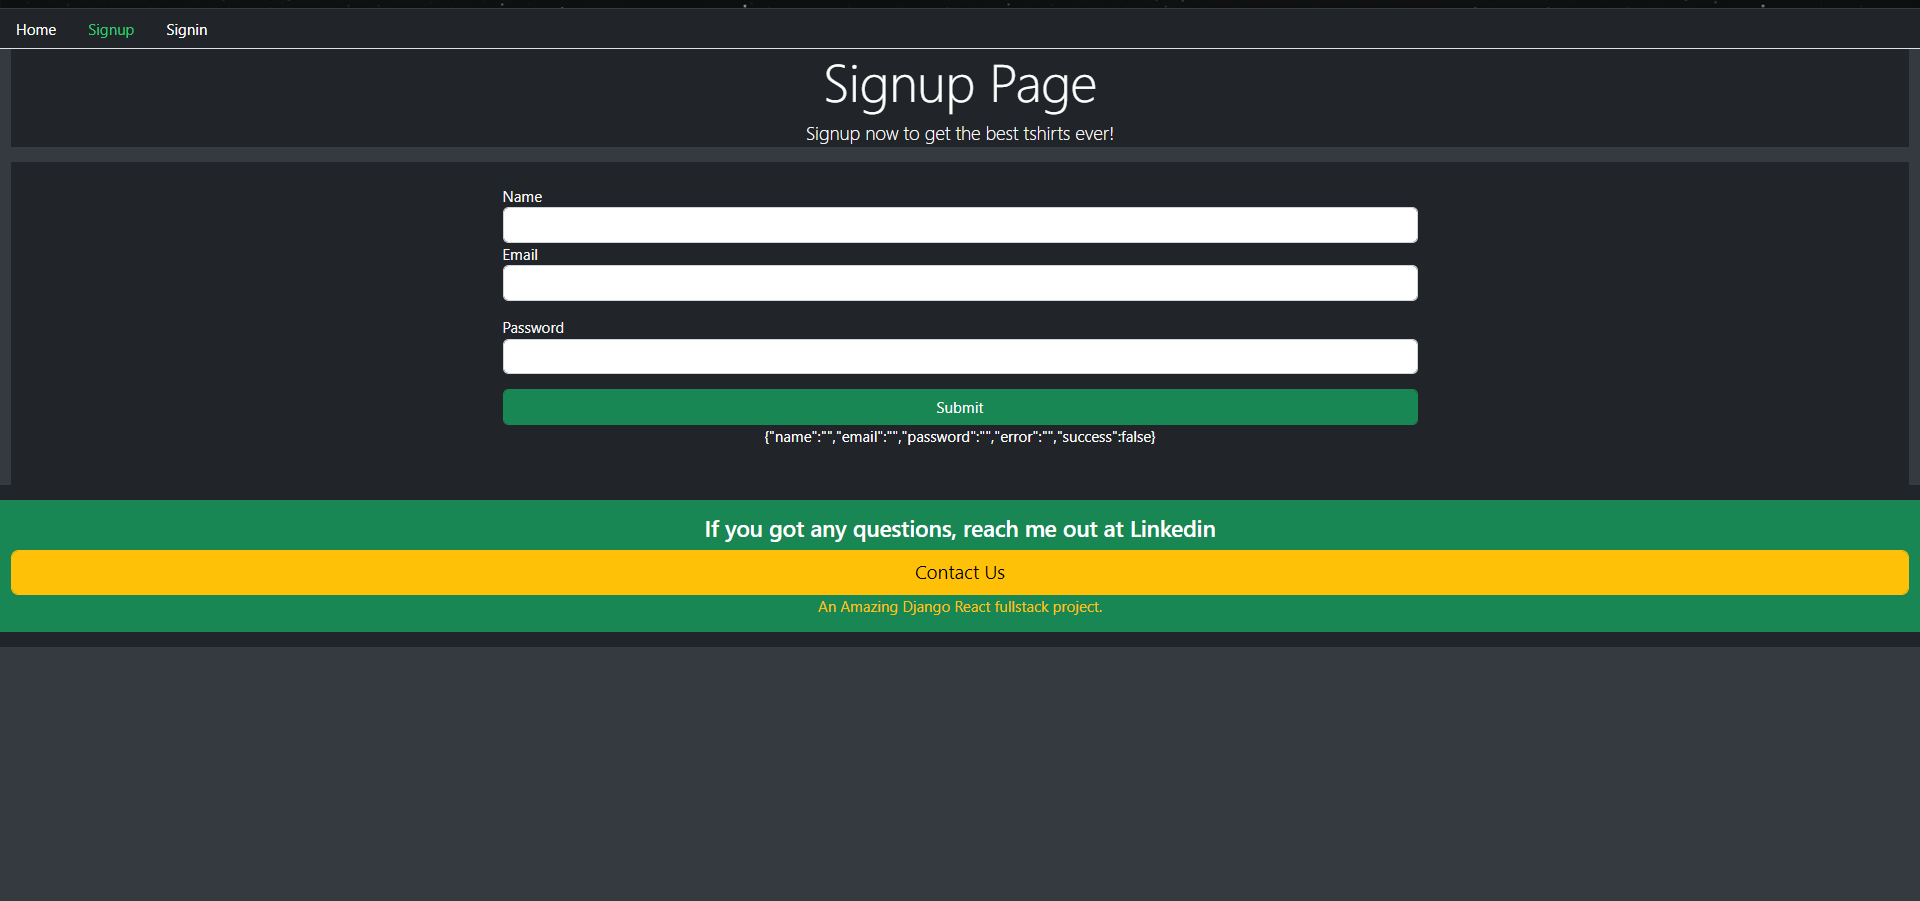 Home Signup Signin
Signup Page
Signup now to get the best tshirts ever!
Name
Email
Password
Submit
{"name":"","email":"","password":"","error":"","success":false}
If you got any questions, reach me out at Linkedin
Contact Us
An Amazing Django React fullstack project.